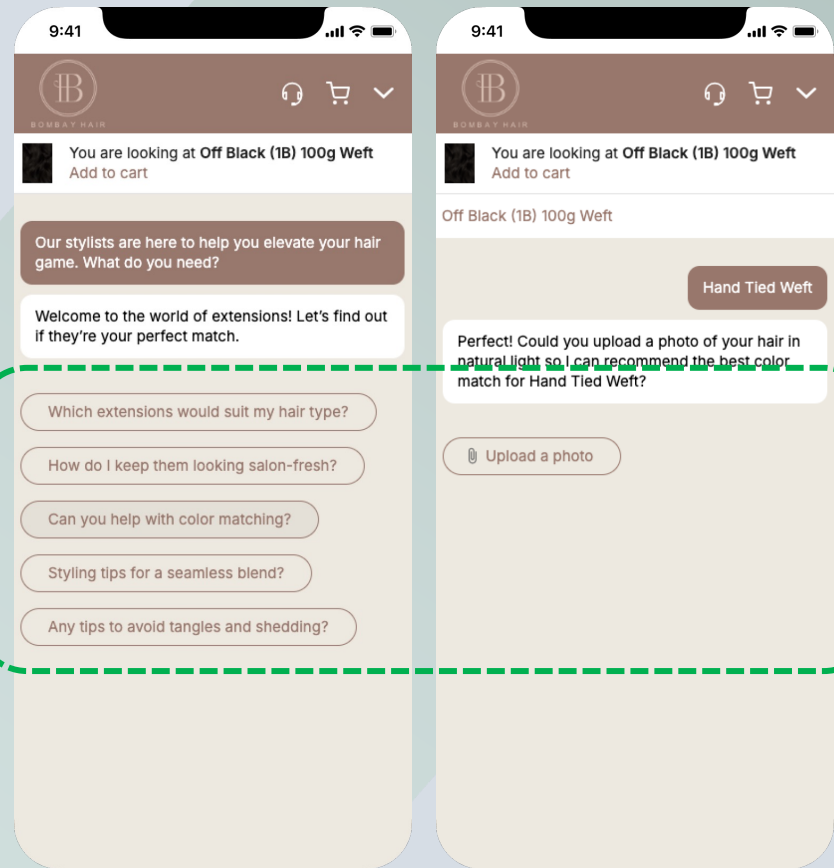 9:41
BOMBAY HAIR
You are looking at Off Black (1B) 100g Weft
Add to cart
Our stylists are here to help you elevate your hair
game. What do you need?
Welcome to the world of extensions! Let's find out
if they're your perfect match.
Which extensions would suit my hair type?
How do I keep them looking salon-fresh?
Can you help with color matching?
Styling tips for a seamless blend?
Any tips to avoid tangles and shedding?
9:41
BOMBAY HAIR
You are looking at Off Black (1B) 100g Weft
Add to cart
Off Black (1B) 100g Weft
Hand Tied Weft
Perfect! Could you upload a photo of your hair in
natural light so I can recommend the best color
match for Hand Tied Weft?
Upload a photo